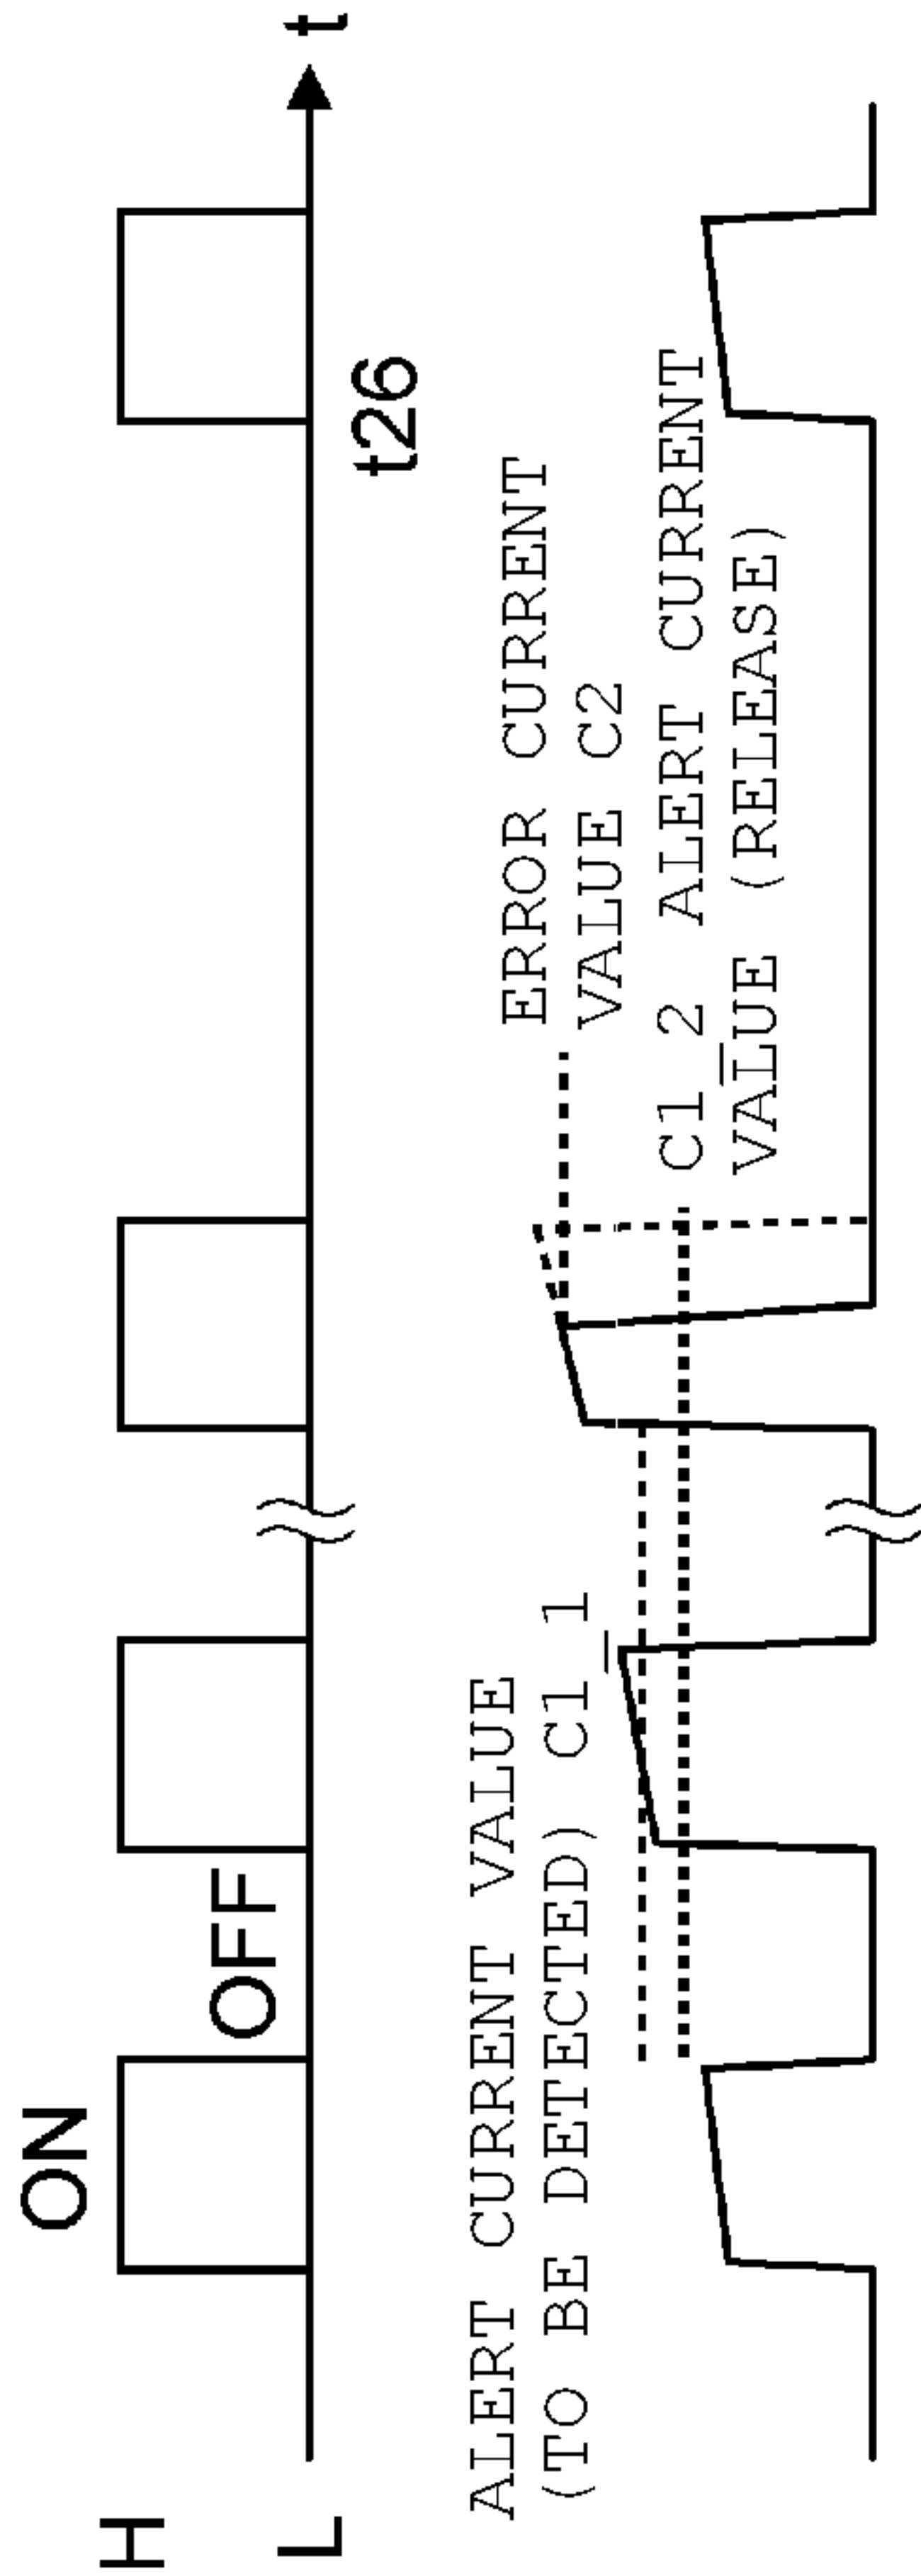 H
ON
OFF
L
t
t26
ALERT CURRENT VALUE
(TO BE DETECTED) C1_1
ERROR CURRENT
VALUE C2
C1_2 ALERT CURRENT
VALUE (RELEASE)